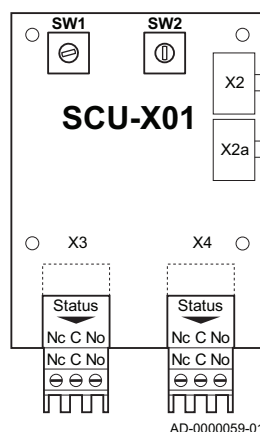 SW1 SW2
X2
SCU-X01
X2a
X3 X4
Status Status
Nc C No Nc C No
Nc C No Nc C No
AD-0000059-01